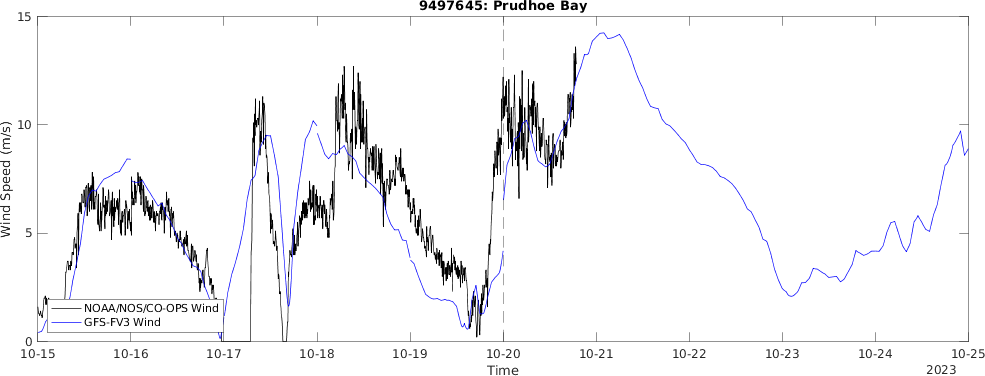 9497645: Prudhoe Bay
15
10
5
0
Wind Speed (m/s)
NOAA/NOS/CO-OPS Wind
GFS-FV3 Wind
10-15 10-16 10-17 10-18 10-19 10-20 10-21 10-22 10-23 10-24 10-25
Time
2023